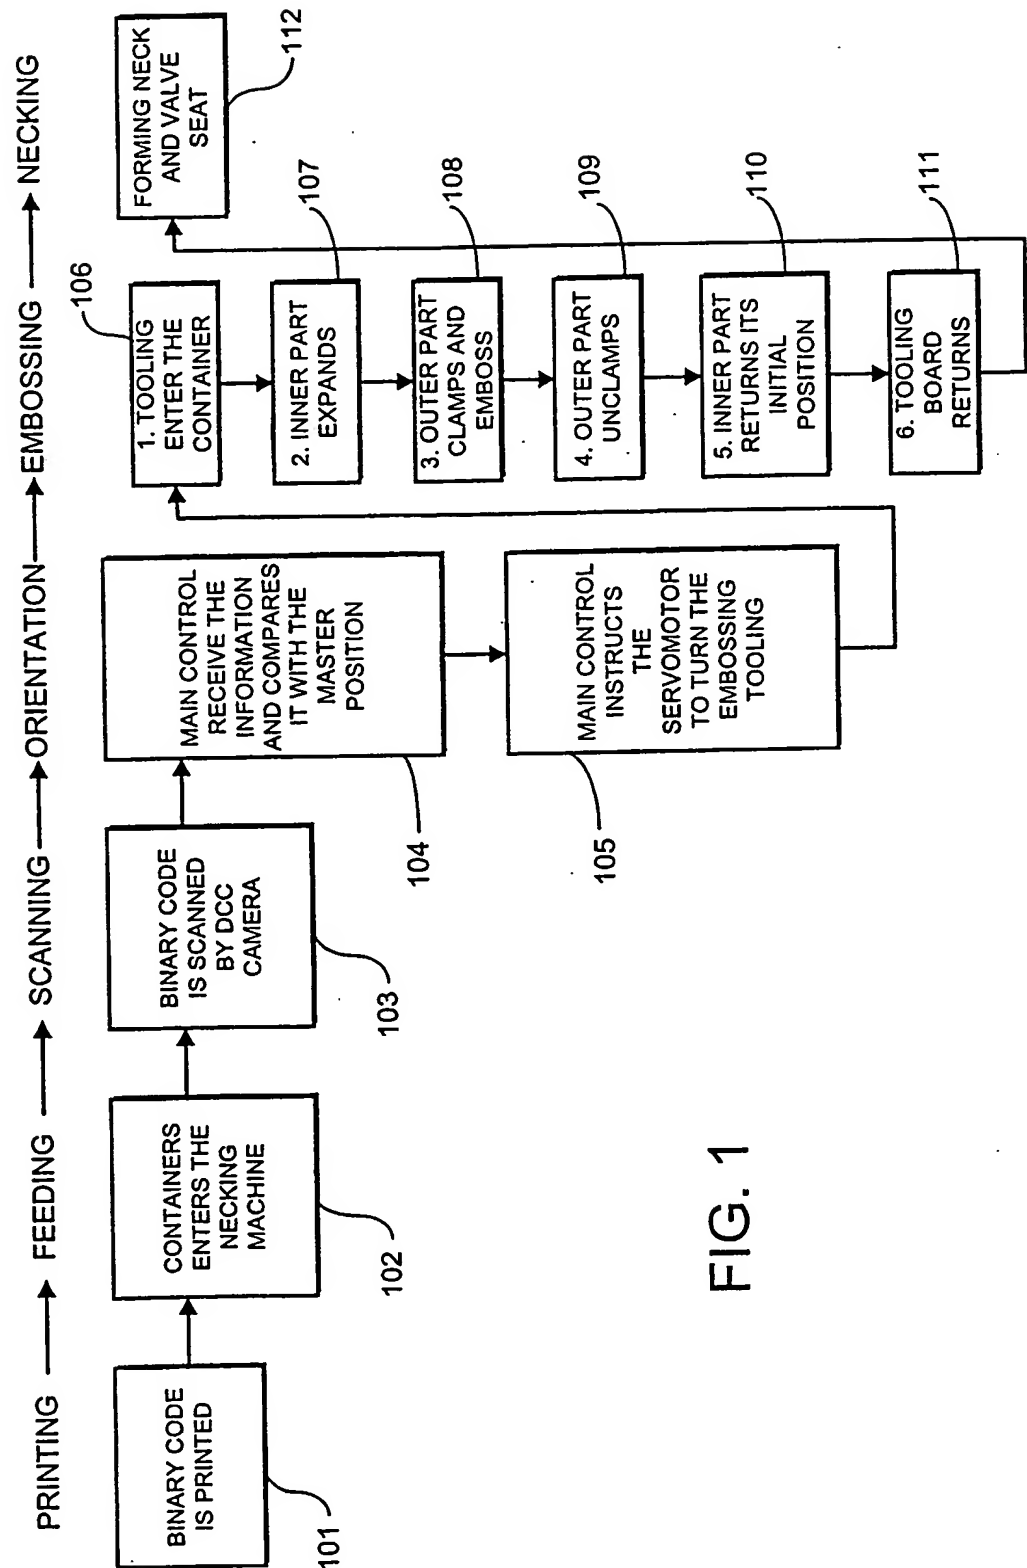 PRINTING FEEDING SCANNING ORIENTATION EMBOSSING NECKING
BINARY CODE
IS PRINTED
101
CONTAINERS
ENTERS THE
NECKING
MACHINE
102
BINARY CODE
IS SCANNED
BY DCC
CAMERA
103
MAIN CONTROL
RECEIVE THE
INFORMATION
AND COMPARES
IT WITH THE
MASTER
POSITION
104
MAIN CONTROL
INSTRUCTS
THE
SERVOMOTOR
TO TURN THE
EMBOSSING
TOOLING
105
106
1. TOOLING
ENTER THE
CONTAINER
2. INNER PART
EXPANDS
107
3. OUTER PART
CLAMPS AND
EMBOSS
108
4. OUTER PART
UNCLAMPS
109
5. INNER PART
RETURNS ITS
INITIAL
POSITION
110
6. TOOLING
BOARD
RETURNS
111
FORMING NECK
AND VALVE
SEAT
112
FIG. 1